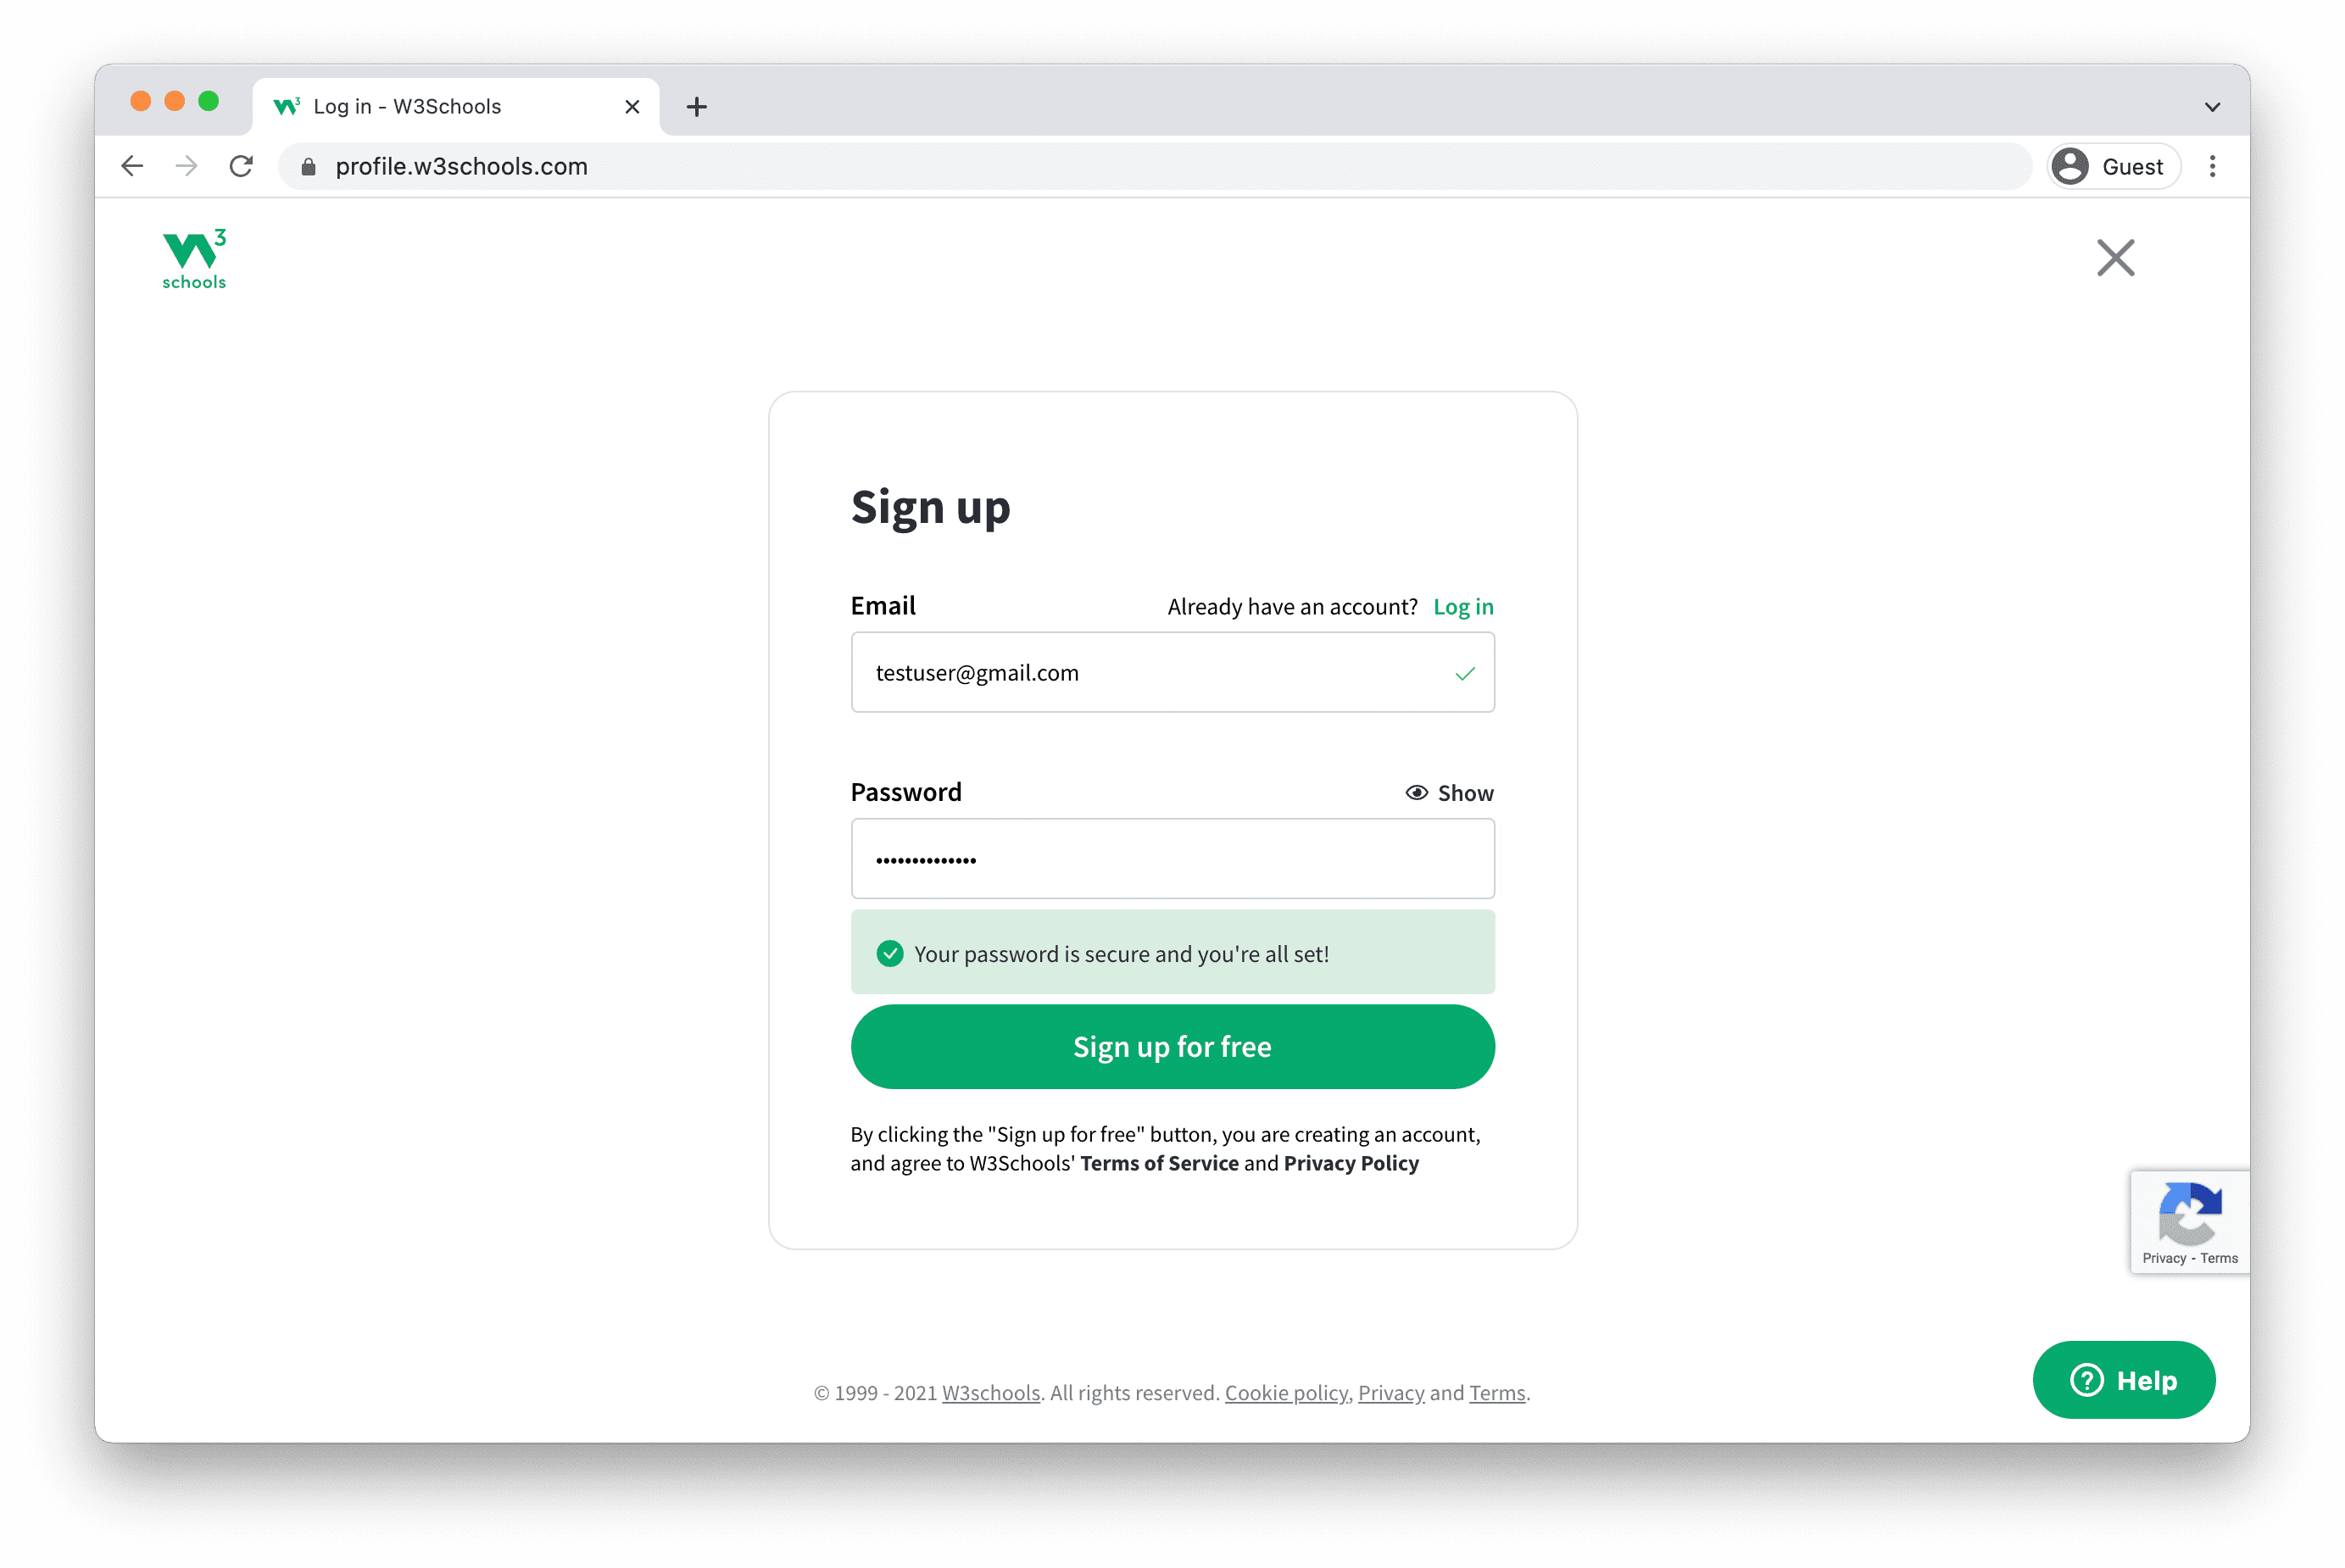 Log in - W3Schools
profile.w3schools.com
Guest
W3
schools
Sign up
Email
Already have an account? Log in
testuser@gmail.com
Password
Show
••••••••••••••
Your password is secure and you're all set!
Sign up for free
By clicking the "Sign up for free" button, you are creating an account,
and agree to W3Schools' Terms of Service and Privacy Policy
Privacy - Terms
© 1999 - 2021 W3schools. All rights reserved. Cookie policy, Privacy and Terms.
? Help